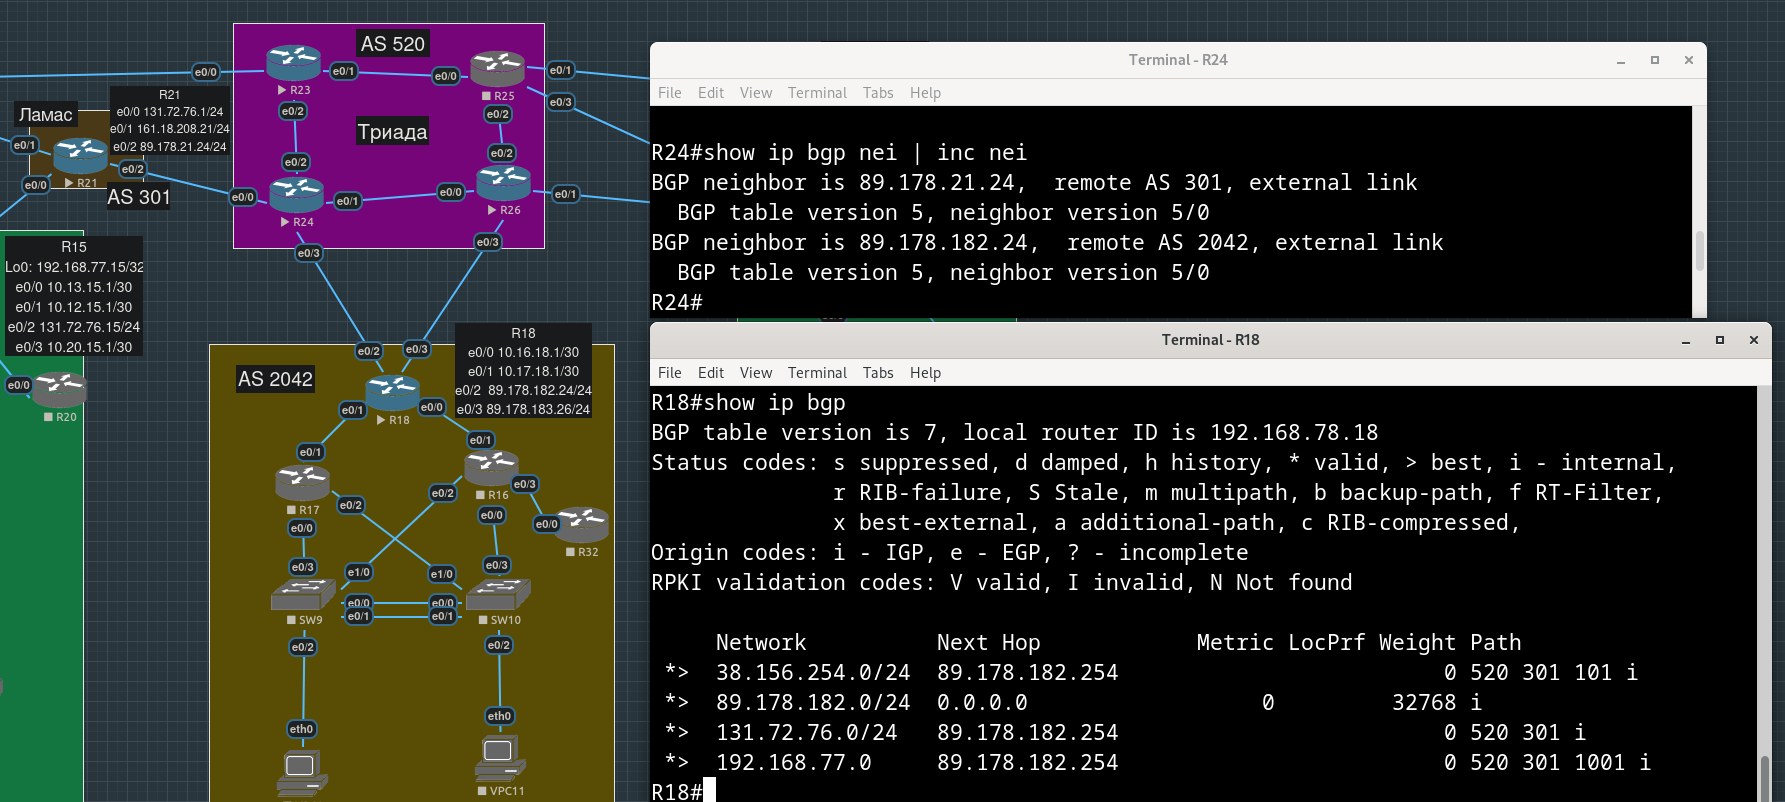 AS 520
e0/0
e0/1
e0/0
e0/1
R23
R25
e0/3
R21
e0/0 131.72.76.1/24
e0/1 161.18.208.21/24
e0/2 89.178.21.24/24
Ламас
e0/2
e0/2
Триада
e0/1
e0/2
e0/2
e0/2
R21
e0/0
AS 301
e0/0
e0/1
e0/0
e0/1
R24
R26
e0/3
e0/3
R15
Lo0: 192.168.77.15/32
e0/0 10.13.15.1/30
e0/1 10.12.15.1/30
e0/2 131.72.76.15/24
e0/3 10.20.15.1/30
e0/0
R20
AS 2042
e0/2
e0/3
R18
e0/0 10.16.18.1/30
e0/1 10.17.18.1/30
e0/2 89.178.182.24/24
e0/3 89.178.183.26/24
e0/1
e0/0
R18
e0/1
e0/1
R17
R16
e0/2
e0/2
e0/3
e0/0
e0/0
e0/0
R32
e0/3
e1/0
e1/0
e0/3
e0/0
e0/0
e0/1
e0/1
SW9
SW10
e0/2
e0/2
eth0
eth0
VPC11
Terminal - R24
File Edit View Terminal Tabs Help
R24#show ip bgp nei | inc nei
BGP neighbor is 89.178.21.24,  remote AS 301, external link
  BGP table version 5, neighbor version 5/0
BGP neighbor is 89.178.182.24,  remote AS 2042, external link
  BGP table version 5, neighbor version 5/0
R24#
Terminal - R18
File Edit View Terminal Tabs Help
R18#show ip bgp
BGP table version is 7, local router ID is 192.168.78.18
Status codes: s suppressed, d damped, h history, * valid, > best, i - internal,
              r RIB-failure, S Stale, m multipath, b backup-path, f RT-Filter,
              x best-external, a additional-path, c RIB-compressed,
Origin codes: i - IGP, e - EGP, ? - incomplete
RPKI validation codes: V valid, I invalid, N Not found
     Network          Next Hop            Metric LocPrf Weight Path
 *>  38.156.254.0/24  89.178.182.254                         0 520 301 101 i
 *>  89.178.182.0/24  0.0.0.0                  0         32768 i
 *>  131.72.76.0/24   89.178.182.254                         0 520 301 i
 *>  192.168.77.0     89.178.182.254                         0 520 301 1001 i
R18#